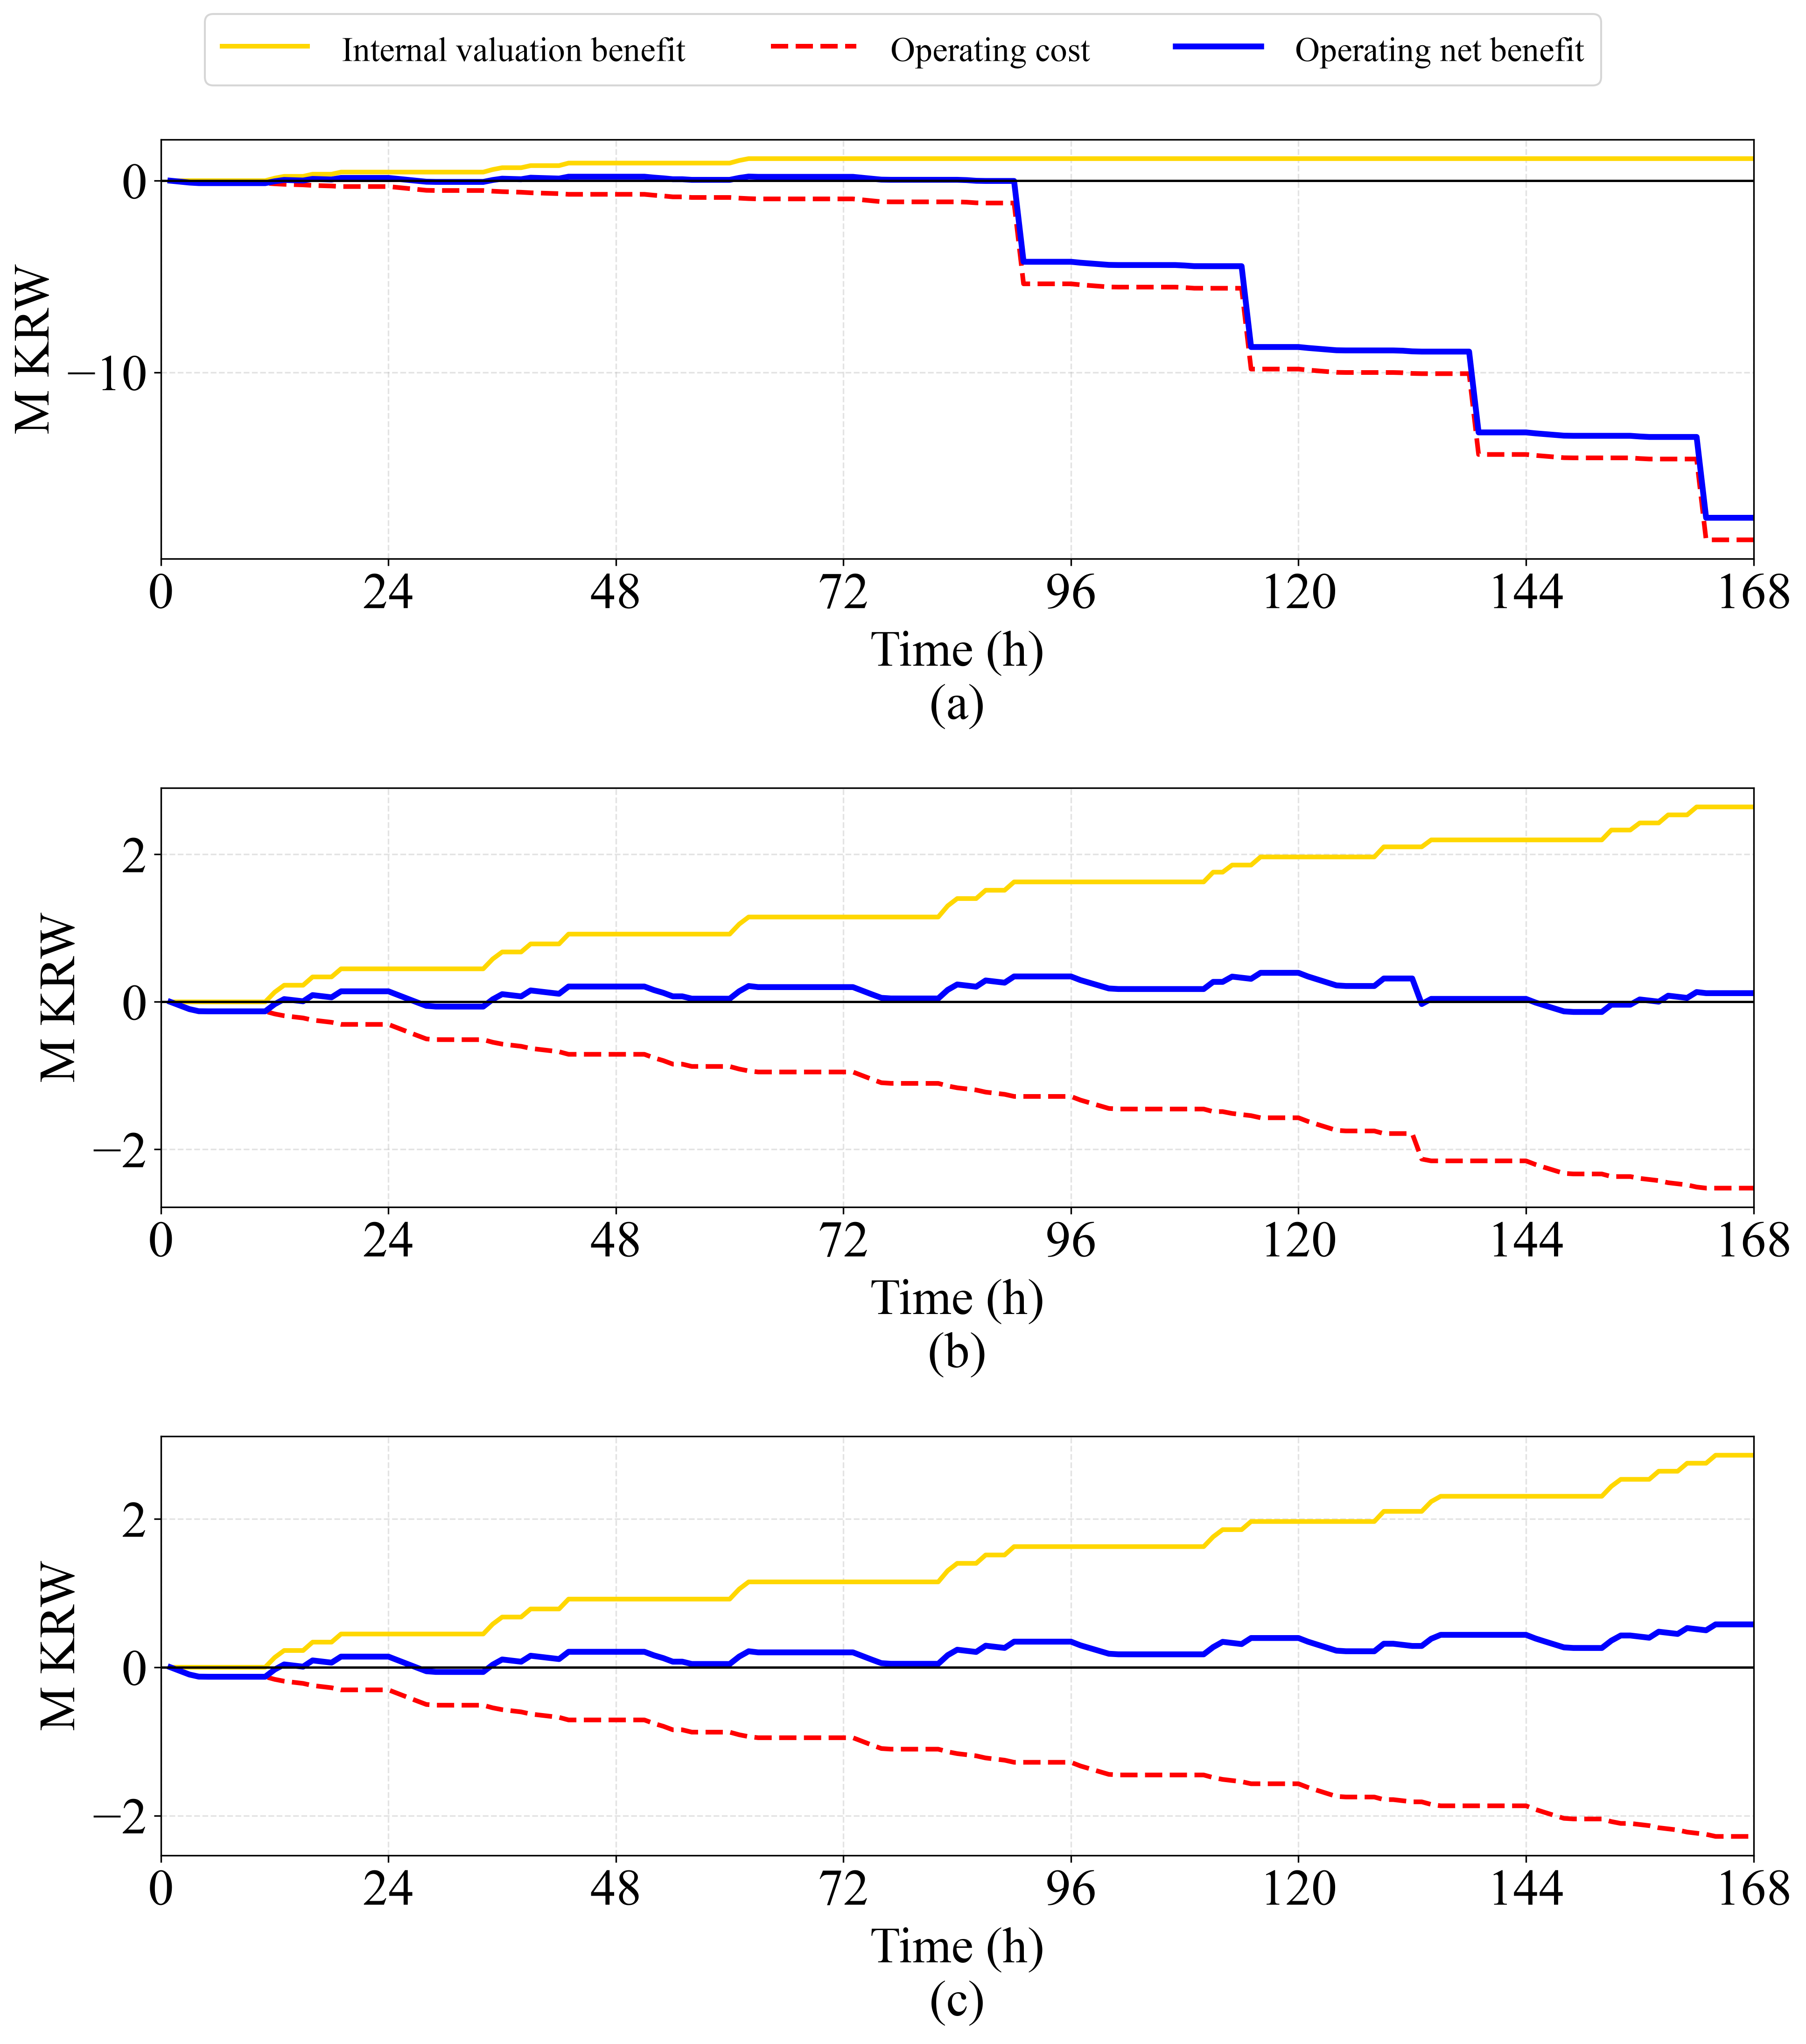 Internal valuation benefit Operating cost Operating net benefit
M KRW
0
−10
0 24 48 72 96 120 144 168
Time (h)
(a)
M KRW
2
0
−2
0 24 48 72 96 120 144 168
Time (h)
(b)
M KRW
2
0
−2
0 24 48 72 96 120 144 168
Time (h)
(c)